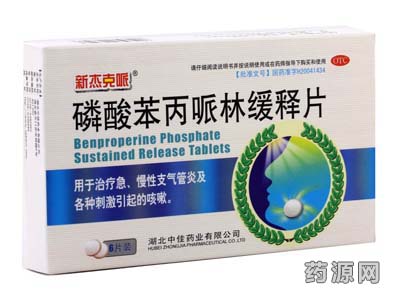 请仔细阅读说明书并按说明使用或在药师指导下购买和使用
【批准文号】国药准字H20041434
OTC
新杰克哌®
磷酸苯丙哌林缓释片
Benproperine Phosphate
Sustained Release Tablets
用于治疗急、慢性支气管炎及
各种刺激引起的咳嗽。
6片装
湖北中佳药业有限公司
HUBEI ZHONGJIA PHARMACEUTICAL CO.,LTD.
药源网